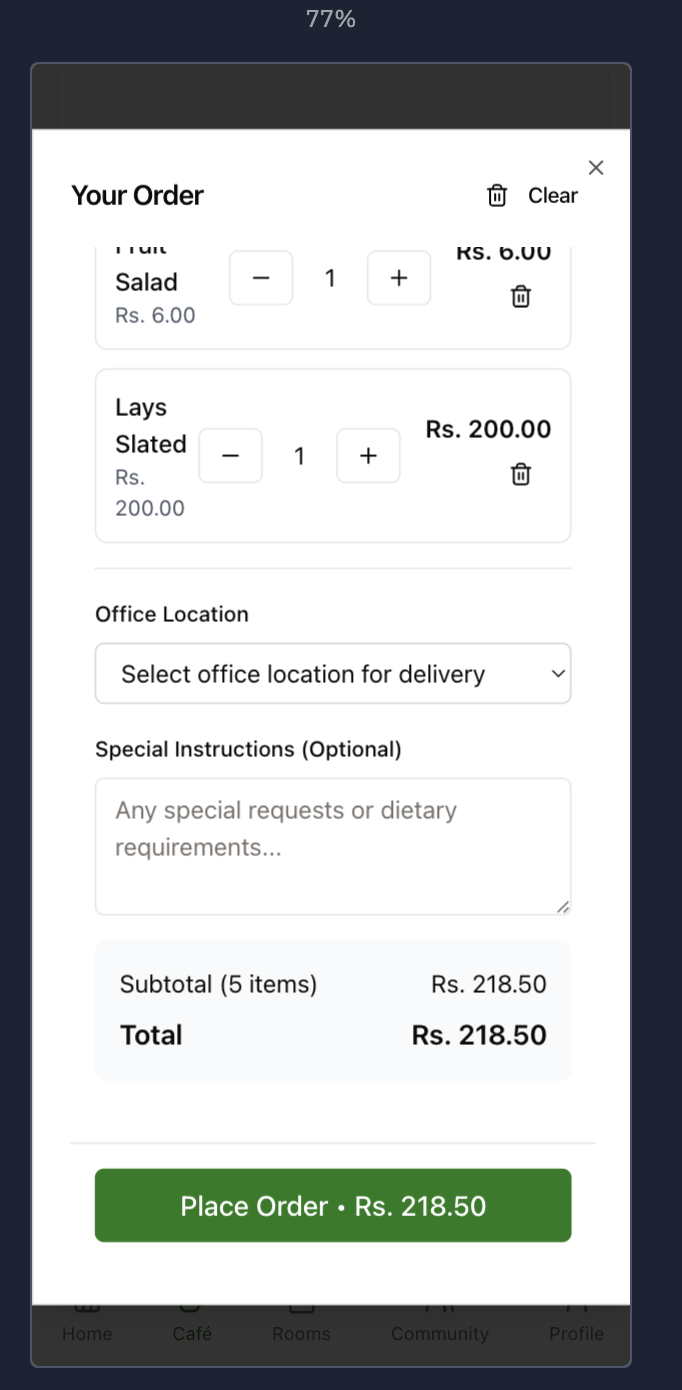 77%
Your Order
Clear
Fruit
Salad
Rs. 6.00
1
Rs. 6.00
Lays
Slated
Rs.
200.00
1
Rs. 200.00
Office Location
Select office location for delivery
Special Instructions (Optional)
Any special requests or dietary
requirements...
Subtotal (5 items) Rs. 218.50
Total Rs. 218.50
Place Order • Rs. 218.50
Home Café Rooms Community Profile